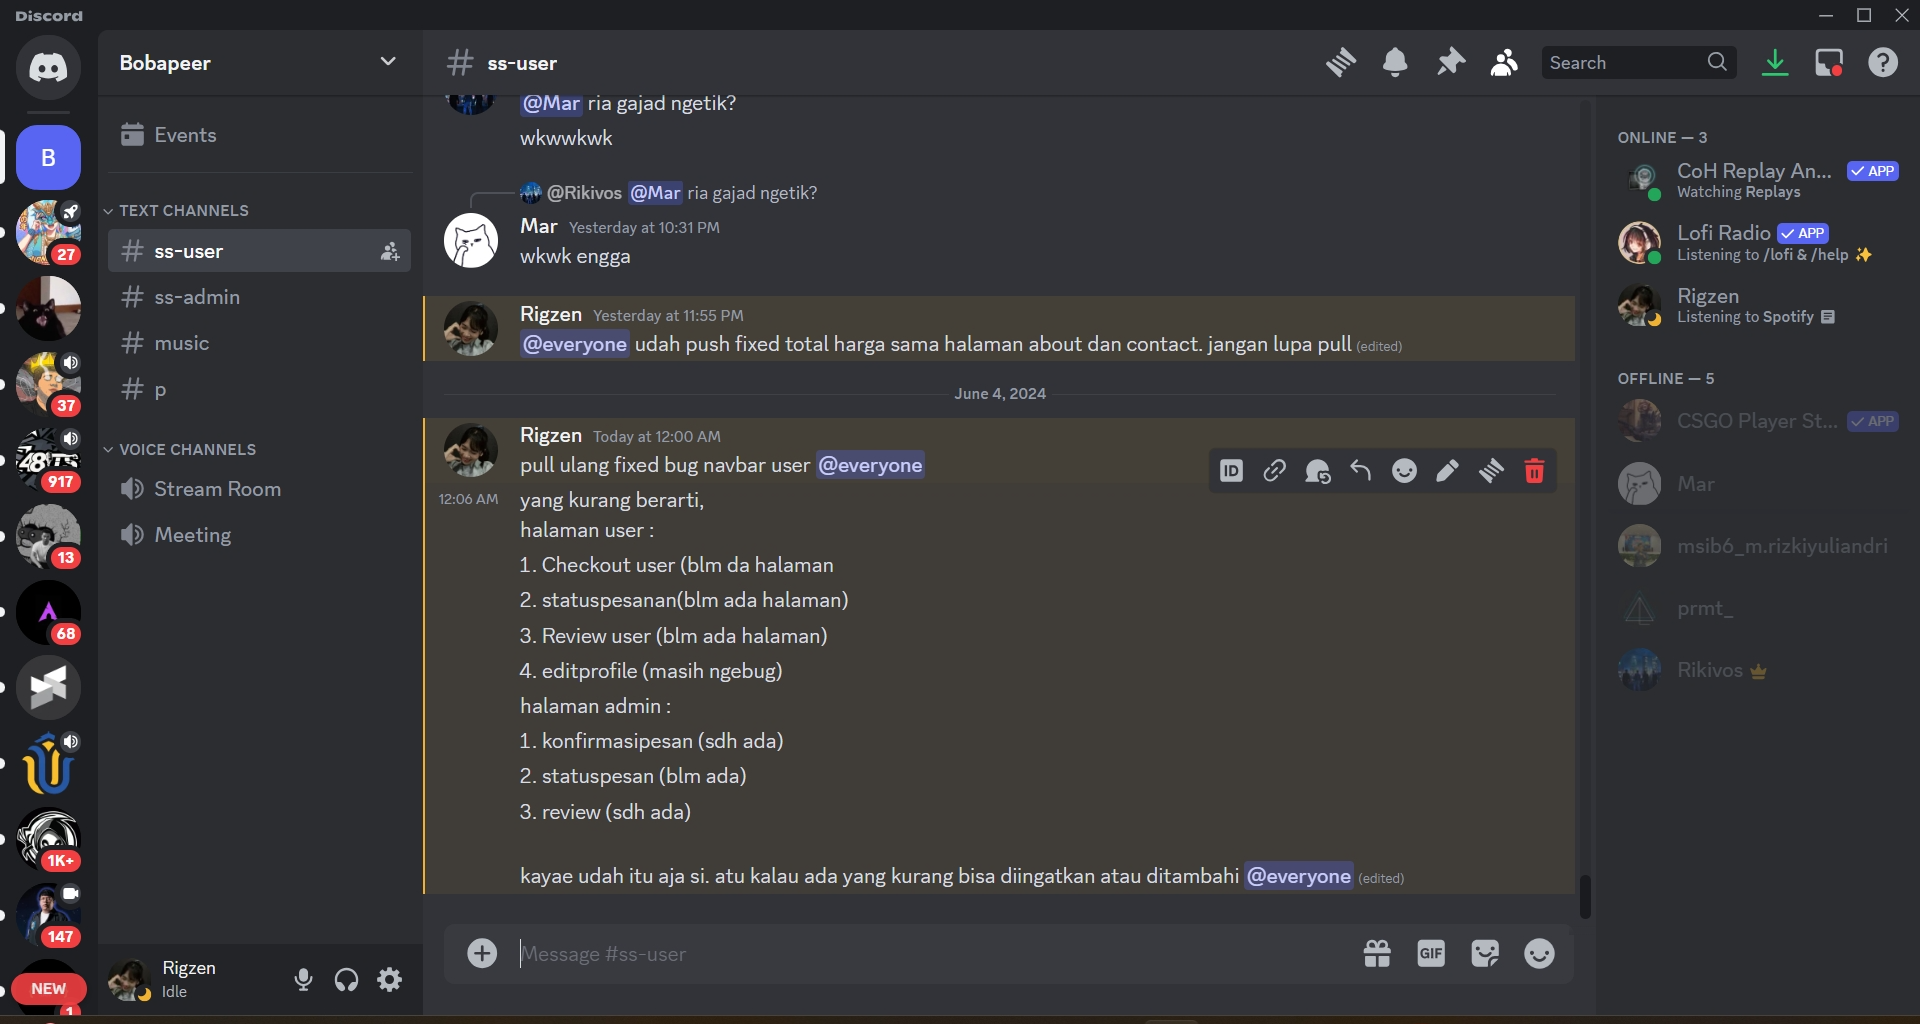 Discord
Bobapeer
Events
TEXT CHANNELS
ss-user
ss-admin
music
p
VOICE CHANNELS
Stream Room
Meeting
B
27
37
917
13
68
1K+
147
NEW
1
Rigzen
Idle
ss-user
Search
@Mar ria gajad ngetik?
wkwwkwk
@Rikivos @Mar ria gajad ngetik?
Mar Yesterday at 10:31 PM
wkwk engga
Rigzen Yesterday at 11:55 PM
@everyone udah push fixed total harga sama halaman about dan contact. jangan lupa pull (edited)
June 4, 2024
Rigzen Today at 12:00 AM
pull ulang fixed bug navbar user @everyone
ID
12:06 AM yang kurang berarti,
halaman user :
1. Checkout user (blm da halaman
2. statuspesanan(blm ada halaman)
3. Review user (blm ada halaman)
4. editprofile (masih ngebug)
halaman admin :
1. konfirmasipesan (sdh ada)
2. statuspesan (blm ada)
3. review (sdh ada)
kayae udah itu aja si. atu kalau ada yang kurang bisa diingatkan atau ditambahi @everyone (edited)
Message #ss-user
GIF
ONLINE — 3
CoH Replay An... APP
Watching Replays
Lofi Radio APP
Listening to /lofi & /help ✨
Rigzen
Listening to Spotify
OFFLINE — 5
CSGO Player St... APP
Mar
msib6_m.rizkiyuliandri
prmt_
Rikivos